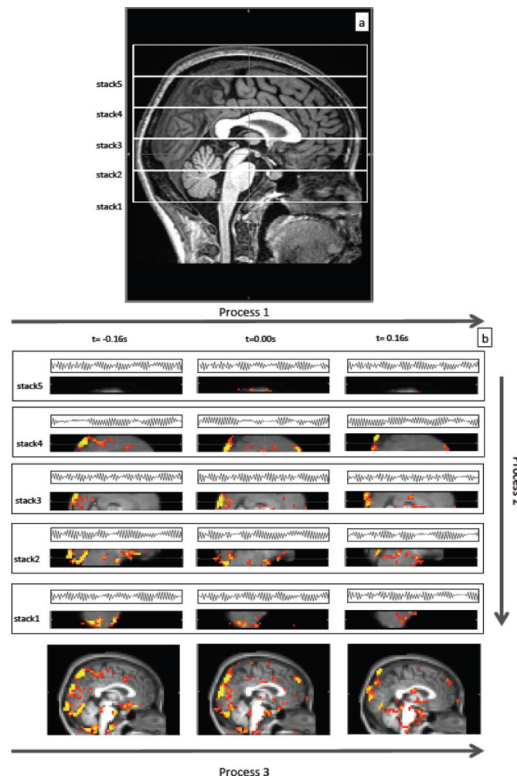 a
stack5
stack4
stack3
stack2
stack1
Process 1
t= -0.16s
t=0.00s
t= 0.16s
b
stack5
stack4
stack3
stack2
stack1
Process 2
Process 3